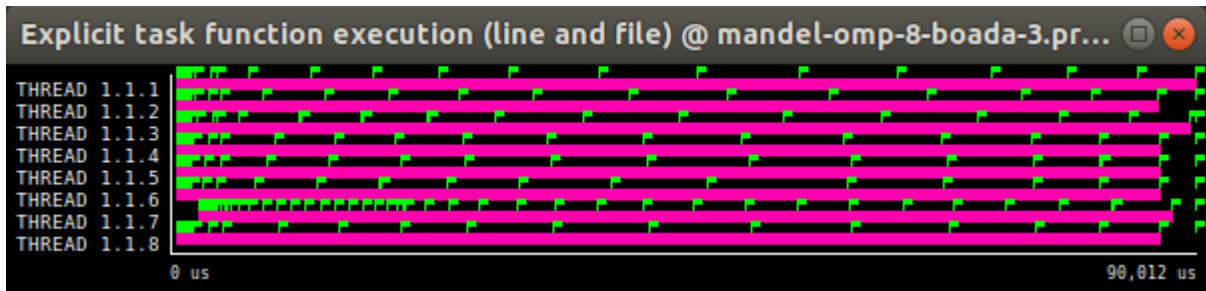 Explicit task function execution (line and file) @ mandel-omp-8-boada-3.pr...
THREAD 1.1.1
THREAD 1.1.2
THREAD 1.1.3
THREAD 1.1.4
THREAD 1.1.5
THREAD 1.1.6
THREAD 1.1.7
THREAD 1.1.8
0 us 90,012 us